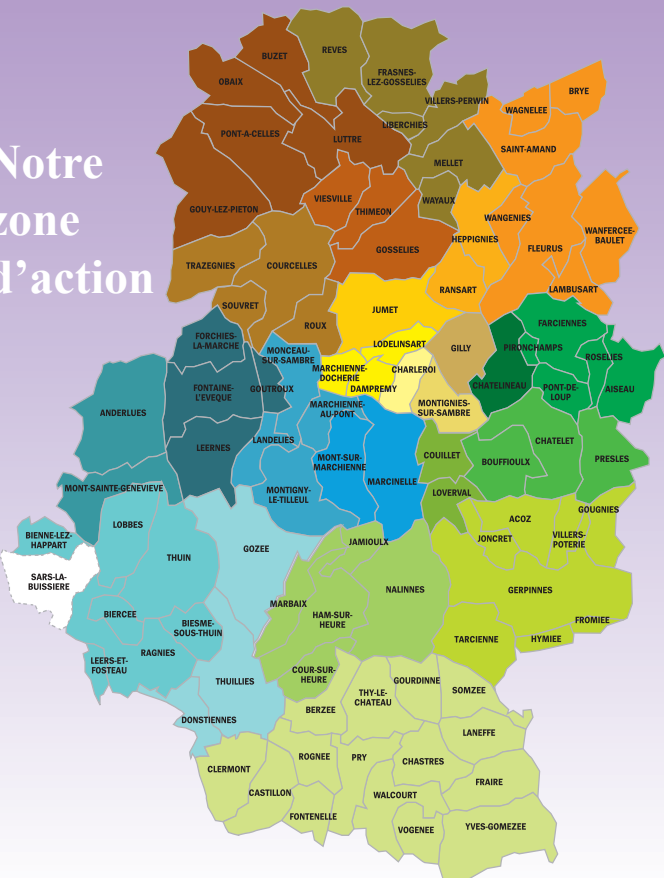 Notre
zone
d'action
REVES
BUZET
FRASNES-
LEZ-GOSSELIES
OBAIX
BRYE
VILLERS-PERWIN
WAGNELEE
LIBERCHIES
PONT-A-CELLES
LUTTRE
SAINT-AMAND
MELLET
VIESVILLE
WAYAUX
GOUY-LEZ-PIETON
THIMEON
WANGENIES
WANFERCEE-
BAULET
HEPPIGNIES
GOSSELIES
FLEURUS
TRAZEGNIES
COURCELLES
RANSART
LAMBUSART
SOUVRET
JUMET
ROUX
FARCIENNES
FORCHIES-
LA-MARCHE
LODELINSART
GILLY
PIRONCHAMPS
MONCEAU-
SUR-SAMBRE
ROSELIES
MARCHIENNE-
DOCHERIE
CHARLEROI
FONTAINE-
L'EVEQUE
GOUTROUX
DAMPREMY
CHATELINEAU
PONT-DE-
LOUP
AISEAU
ANDERLUES
MARCHIENNE-
AU-PONT
MONTIGNIES-
SUR-SAMBRE
LANDELIES
CHATELET
LEERNES
COUILLET
MONT-SUR-
MARCHIENNE
BOUFFIOULX
PRESLES
MARCINELLE
MONT-SAINTE-GENEVIEVE
MONTIGNY-
LE-TILLEUL
LOVERVAL
GOUGNIES
LOBBES
ACOZ
BIENNE-LEZ-
HAPPART
JONCRET
VILLERS-
POTERIE
JAMIOULX
GOZEE
THUIN
SARS-LA-
BUISSIERE
NALINNES
GERPINNES
MARBAIX
BIERCEE
HAM-SUR-
HEURE
FROMIEE
BIESME-
SOUS-THUIN
TARCIENNE
HYMIEE
RAGNIES
LEERS-ET-
FOSTEAU
COUR-SUR-
HEURE
THUILLIES
GOURDINNE
SOMZEE
THY-LE-
CHATEAU
BERZEE
DONSTIENNES
LANEFFE
ROGNEE
PRY
CHASTRES
CLERMONT
FRAIRE
CASTILLON
WALCOURT
FONTENELLE
VOGENEE
YVES-GOMEZEE